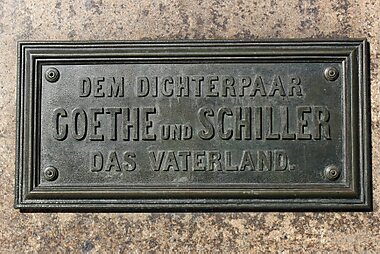 DEM DICHTERPAAR
GOETHE UND SCHILLER
DAS VATERLAND.